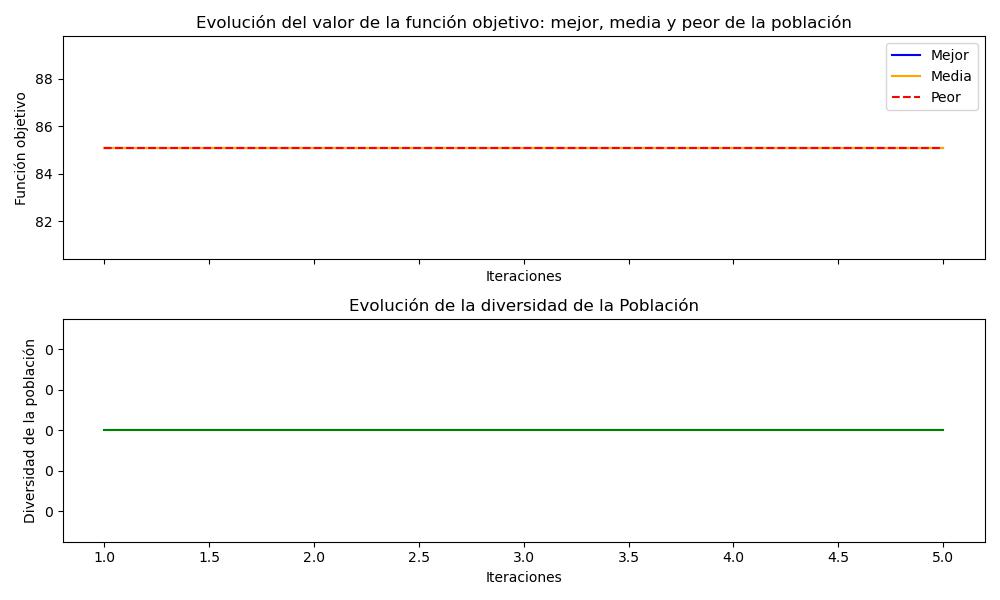 Evolución del valor de la función objetivo: mejor, media y peor de la población
Mejor
Media
Peor
Función objetivo
88
86
84
82
Iteraciones
Evolución de la diversidad de la Población
Diversidad de la población
0
0
0
0
0
1.0 1.5 2.0 2.5 3.0 3.5 4.0 4.5 5.0
Iteraciones